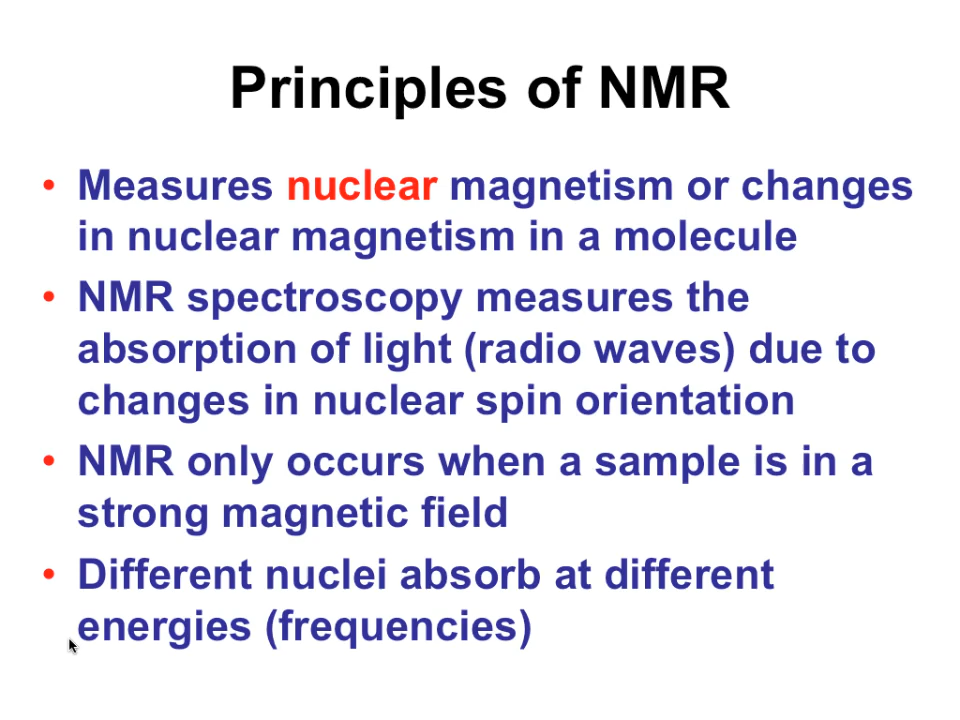 Principles of NMR
• Measures nuclear magnetism or changes
in nuclear magnetism in a molecule
• NMR spectroscopy measures the
absorption of light (radio waves) due to
changes in nuclear spin orientation
• NMR only occurs when a sample is in a
strong magnetic field
• Different nuclei absorb at different
energies (frequencies)